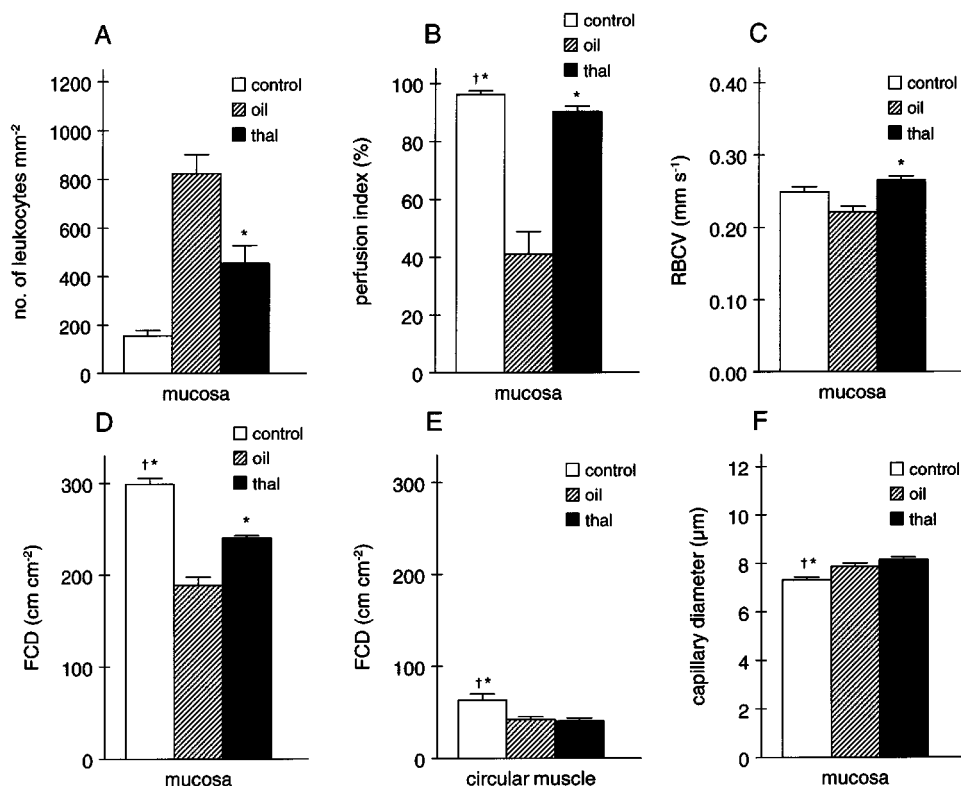 A
control
oil
thal
1200
1000
800
600
400
200
0
no. of leukocytes mm-2
*
mucosa
B
control
oil
thal
100
80
60
40
20
0
perfusion index (%)
†*
*
mucosa
C
control
oil
thal
0.40
0.30
0.20
0.10
0.00
RBCV (mm s-1)
*
mucosa
D
control
oil
thal
300
200
100
0
FCD (cm cm-2)
†*
*
mucosa
E
control
oil
thal
300
200
100
0
FCD (cm cm-2)
†*
circular muscle
F
control
oil
thal
12
10
8
6
4
2
0
capillary diameter (µm)
†*
mucosa